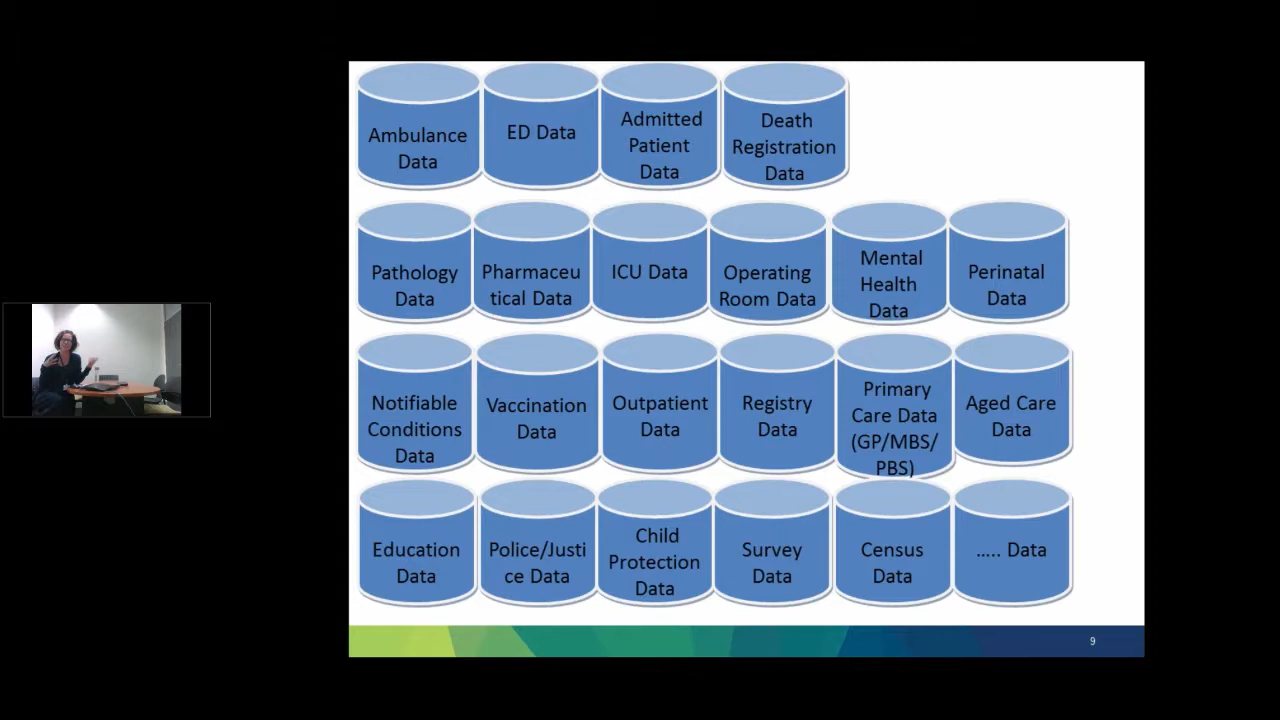 Ambulance
Data
ED Data
Admitted
Patient
Data
Death
Registration
Data
Pathology
Data
Pharmaceu
tical Data
ICU Data
Operating
Room Data
Mental
Health
Data
Perinatal
Data
Notifiable
Conditions
Data
Vaccination
Data
Outpatient
Data
Registry
Data
Primary
Care Data
(GP/MBS/
PBS)
Aged Care
Data
Education
Data
Police/Justi
ce Data
Child
Protection
Data
Survey
Data
Census
Data
..... Data
9